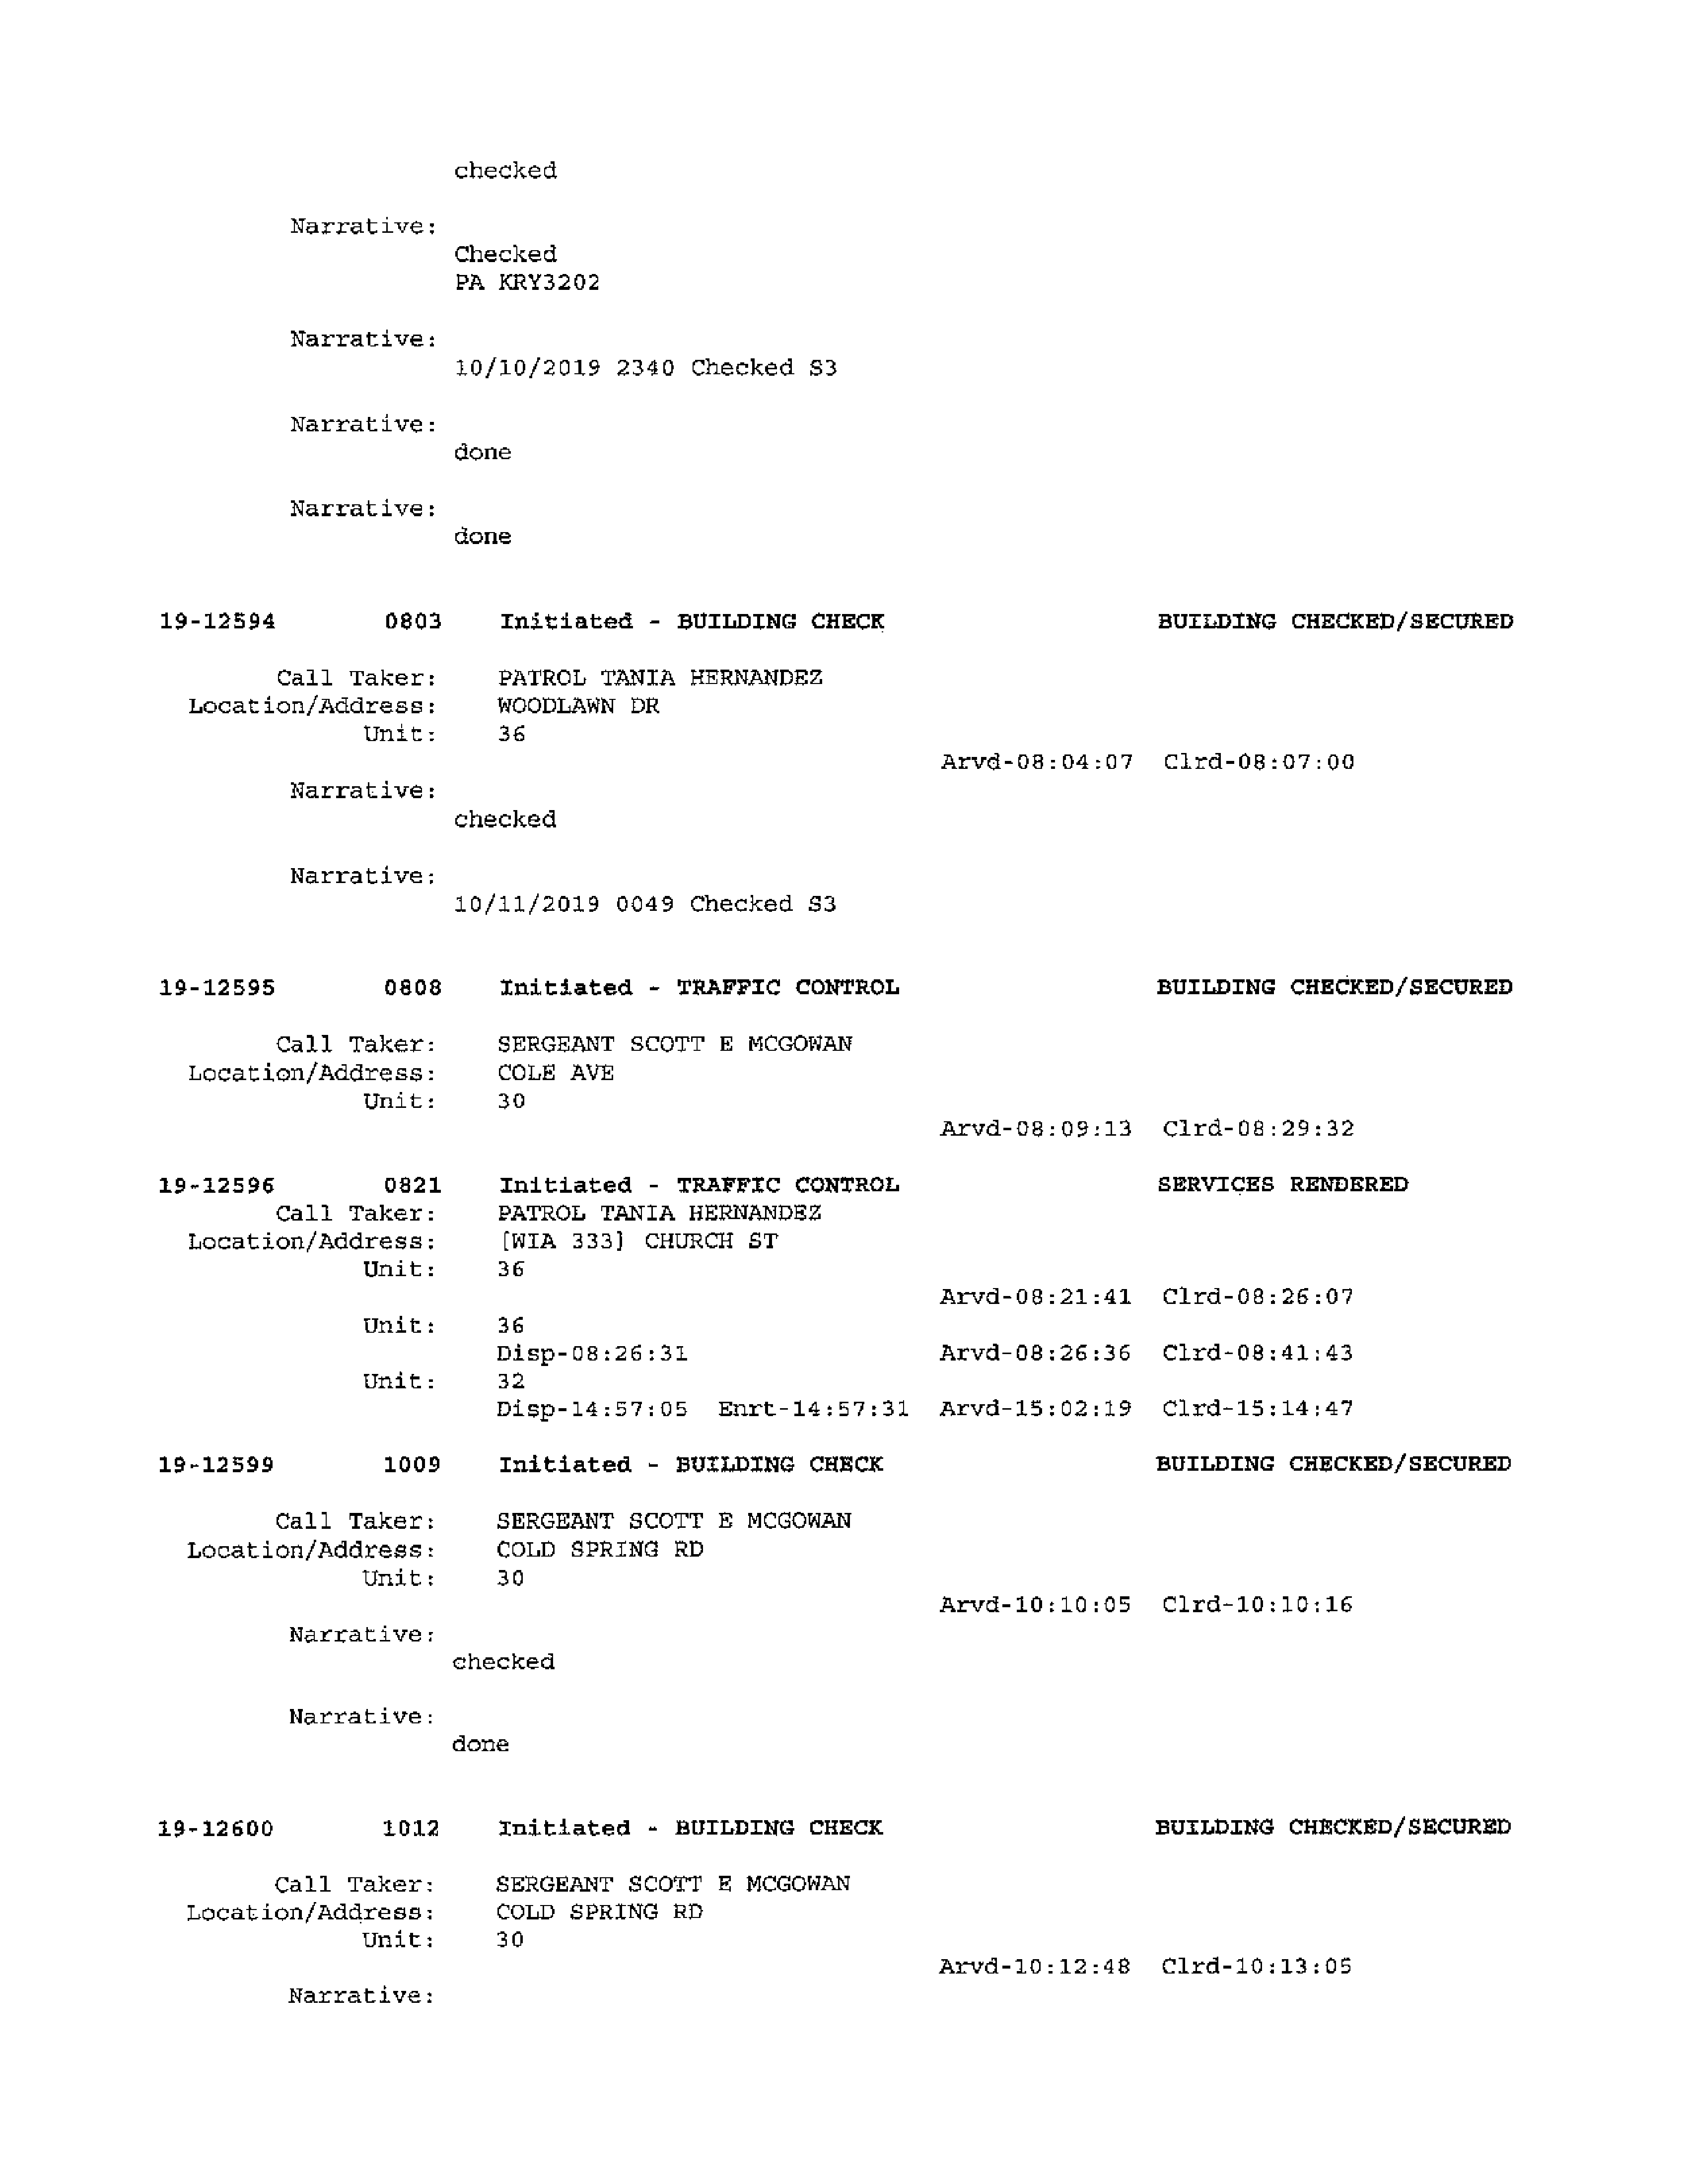 checked
Narrative:
Checked
PA KRY3202
Narrative:
10/10/2019 2340 Checked S3
Narrative:
done
Narrative:
done
19-12594 0803 Initiated - BUILDING CHECK BUILDING CHECKED/SECURED
Call Taker: PATROL TANIA HERNANDEZ
Location/Address: WOODLAWN DR
Unit: 36
Arvd-08:04:07 Clrd-08:07:00
Narrative:
checked
Narrative:
10/11/2019 0049 Checked S3
19-12595 0808 Initiated - TRAFFIC CONTROL BUILDING CHECKED/SECURED
Call Taker: SERGEANT SCOTT E MCGOWAN
Location/Address: COLE AVE
Unit: 30
Arvd-08:09:13 Clrd-08:29:32
19-12596 0821 Initiated - TRAFFIC CONTROL SERVICES RENDERED
Call Taker: PATROL TANIA HERNANDEZ
Location/Address: [WIA 333] CHURCH ST
Unit: 36
Arvd-08:21:41 Clrd-08:26:07
Unit: 36
Disp-08:26:31 Arvd-08:26:36 Clrd-08:41:43
Unit: 32
Disp-14:57:05 Enrt-14:57:31 Arvd-15:02:19 Clrd-15:14:47
19-12599 1009 Initiated - BUILDING CHECK BUILDING CHECKED/SECURED
Call Taker: SERGEANT SCOTT E MCGOWAN
Location/Address: COLD SPRING RD
Unit: 30
Arvd-10:10:05 Clrd-10:10:16
Narrative:
checked
Narrative:
done
19-12600 1012 Initiated - BUILDING CHECK BUILDING CHECKED/SECURED
Call Taker: SERGEANT SCOTT E MCGOWAN
Location/Address: COLD SPRING RD
Unit: 30
Arvd-10:12:48 Clrd-10:13:05
Narrative: